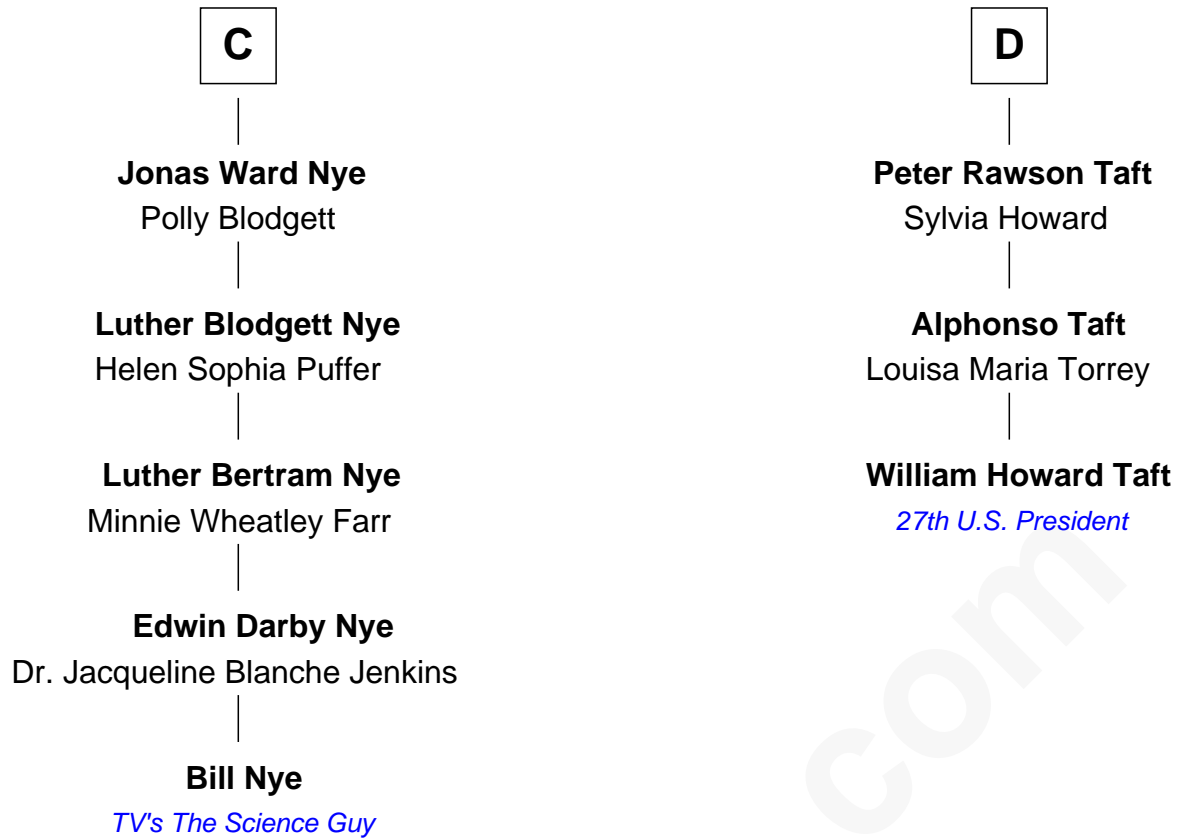 C
Jonas Ward Nye
Polly Blodgett
Luther Blodgett Nye
Helen Sophia Puffer
Luther Bertram Nye
Minnie Wheatley Farr
Edwin Darby Nye
Dr. Jacqueline Blanche Jenkins
Bill Nye
TV's The Science Guy
D
Peter Rawson Taft
Sylvia Howard
Alphonso Taft
Louisa Maria Torrey
William Howard Taft
27th U.S. President
com